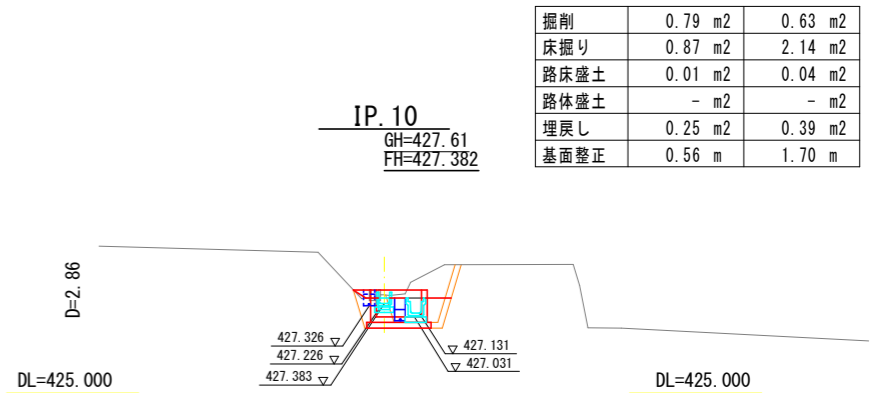 掘削 0.79 m2 0.63 m2
床掘り 0.87 m2 2.14 m2
路床盛土 0.01 m2 0.04 m2
路体盛土 - m2 - m2
埋戻し 0.25 m2 0.39 m2
基面整正 0.56 m 1.70 m
IP.10
GH=427.61
FH=427.382
D=2.86
427.326
427.226
427.383
427.131
427.031
DL=425.000
DL=425.000